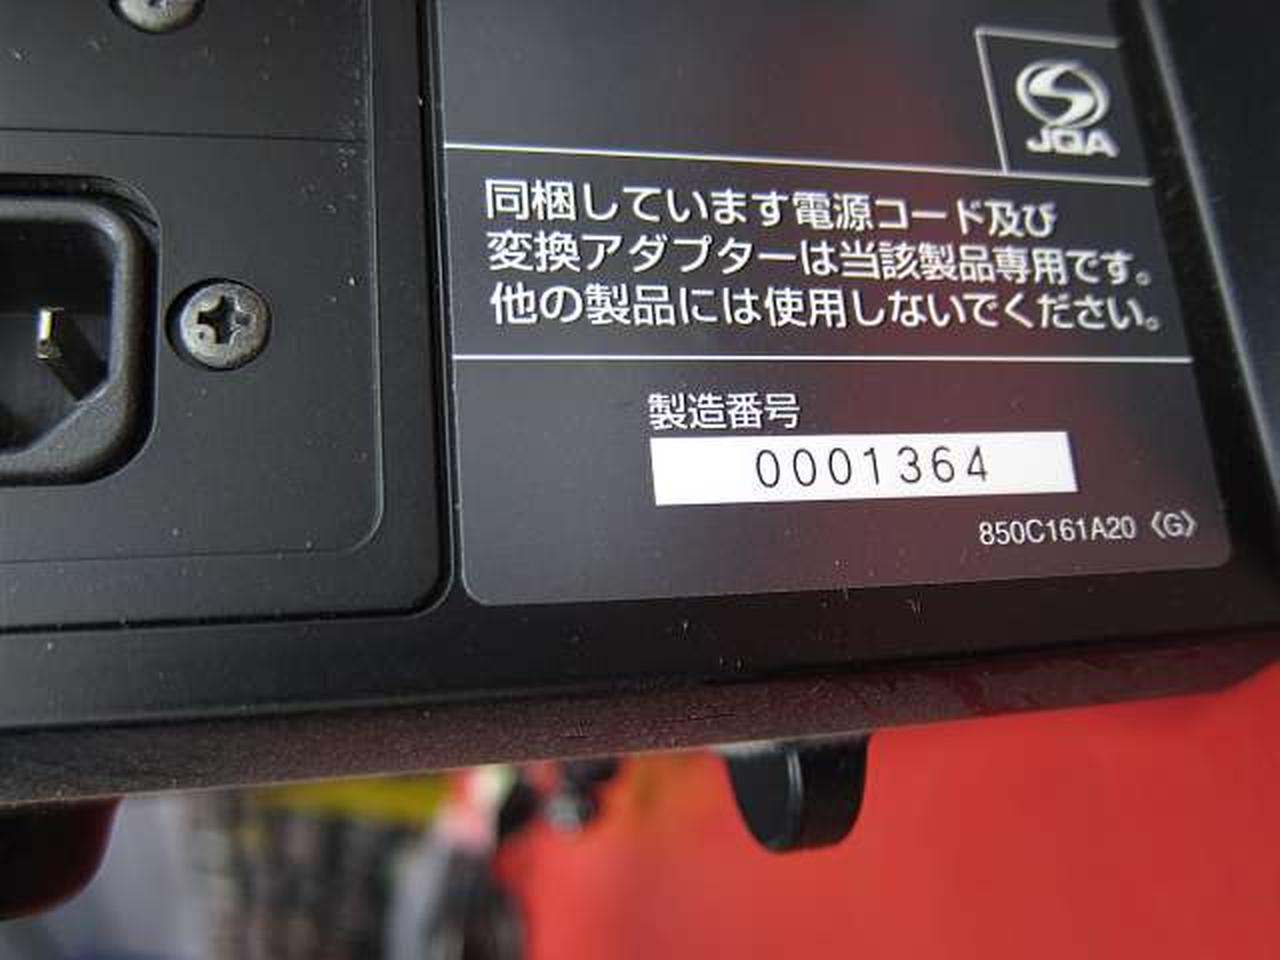 JQA
同梱しています電源コード及び
変換アダプターは当該製品専用です。
他の製品には使用しないでください。
製造番号
0001364
850C161A20 〈G〉